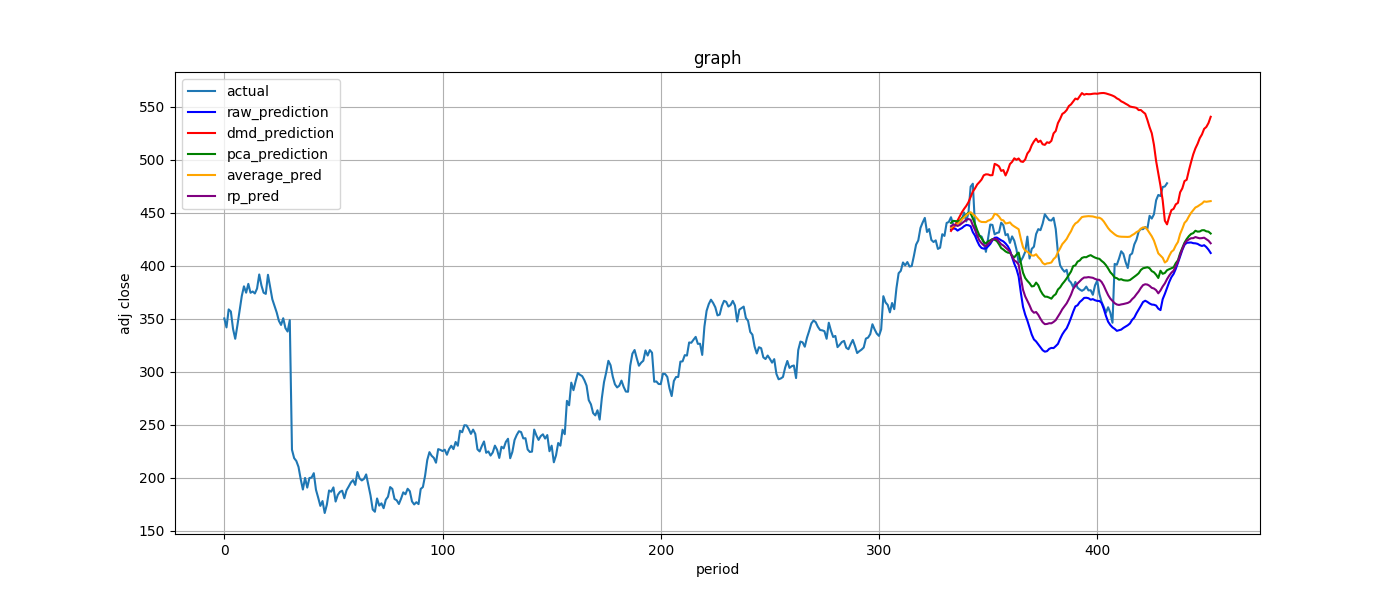 graph
actual
raw_prediction
dmd_prediction
pca_prediction
average_pred
rp_pred
550
500
450
400
350
300
250
200
150
adj close
0 100 200 300 400
period